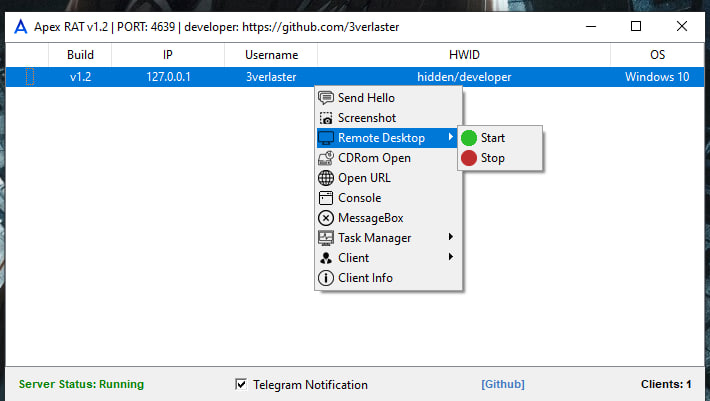 Apex RAT v1.2 | PORT: 4639 | developer: https://github.com/3verlaster
Build IP Username HWID OS
v1.2 127.0.0.1 3verlaster hidden/developer Windows 10
Send Hello
Screenshot
Remote Desktop
Start
Stop
CDRom Open
Open URL
Console
MessageBox
Task Manager
Client
Client Info
Server Status: Running Telegram Notification [Github] Clients: 1